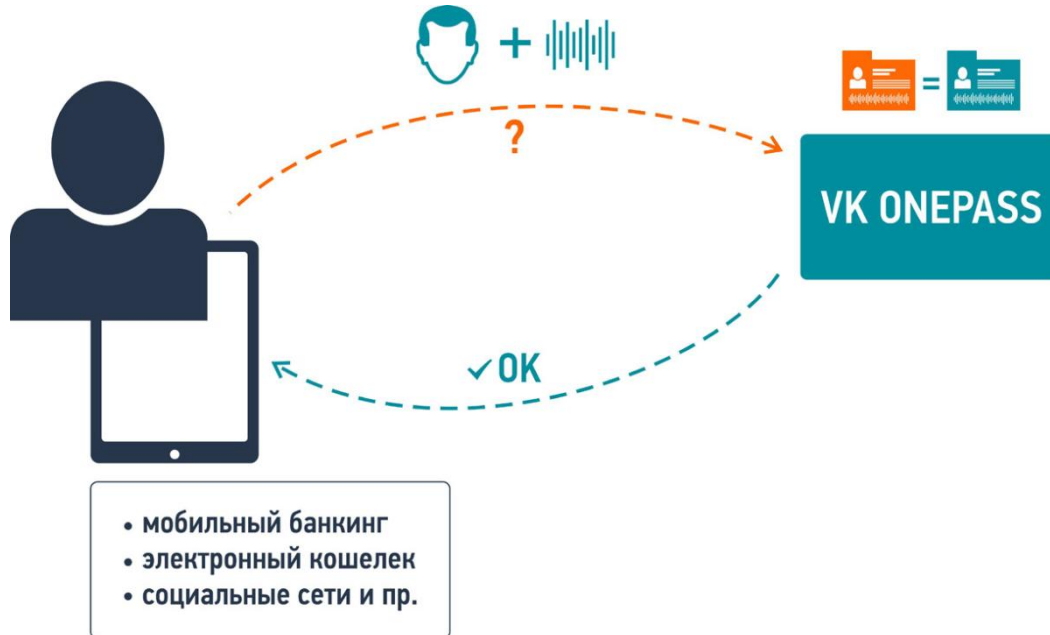 +
=
?
VK ONEPASS
✓OK
• мобильный банкинг
• электронный кошелек
• социальные сети и пр.